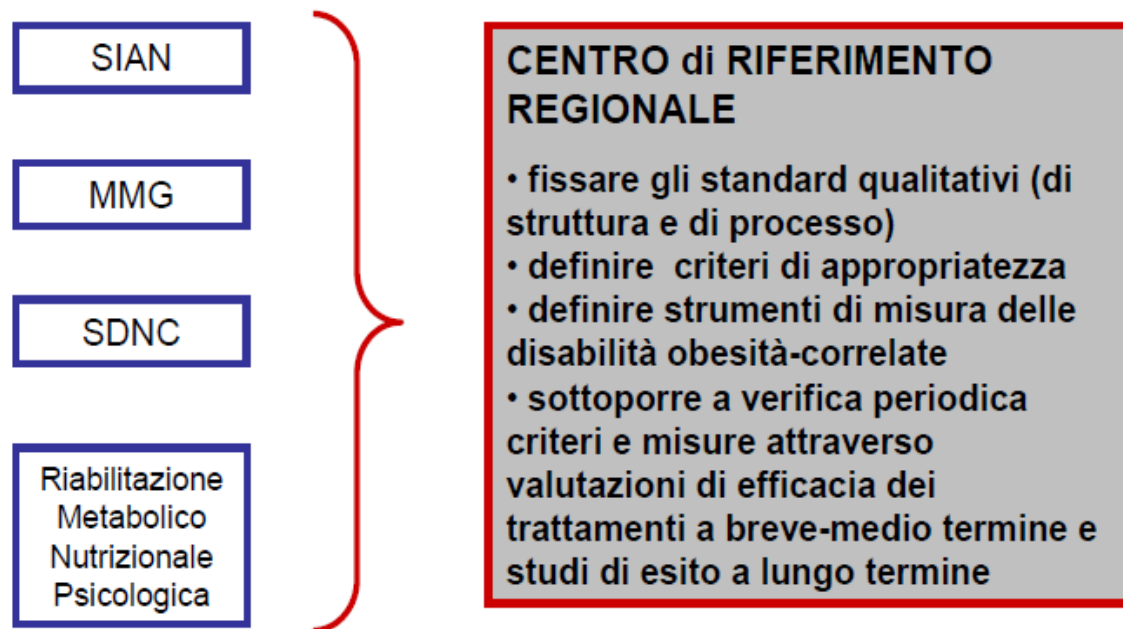 SIAN
MMG
SDNC
Riabilitazione
Metabolico
Nutrizionale
Psicologica
CENTRO di RIFERIMENTO
REGIONALE
• fissare gli standard qualitativi (di
struttura e di processo)
• definire criteri di appropriatezza
• definire strumenti di misura delle
disabilità obesità-correlate
• sottoporre a verifica periodica
criteri e misure attraverso
valutazioni di efficacia dei
trattamenti a breve-medio termine e
studi di esito a lungo termine